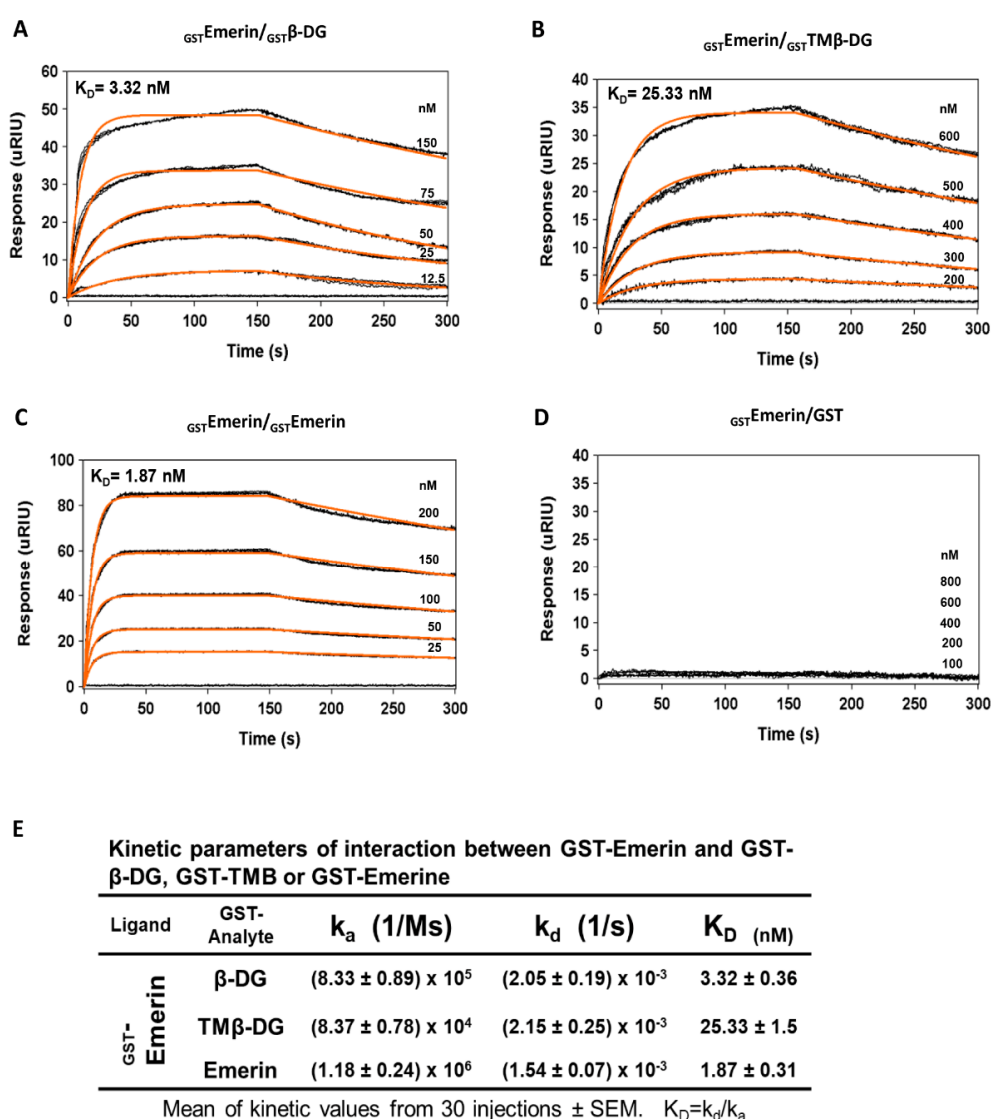 A
GSTEmerin/GSTβ-DG
KD= 3.32 nM
nM
150
75
50
25
12.5
Response (uRIU)
60
50
40
30
20
10
0
0 50 100 150 200 250 300
Time (s)
B
GSTEmerin/GSTTMβ-DG
KD= 25.33 nM
nM
600
500
400
300
200
Response (uRIU)
40
35
30
25
20
15
10
5
0
0 50 100 150 200 250 300
Time (s)
C
GSTEmerin/GSTEmerin
KD= 1.87 nM
nM
200
150
100
50
25
Response (uRIU)
100
80
60
40
20
0
0 50 100 150 200 250 300
Time (s)
D
GSTEmerin/GST
nM
800
600
400
200
100
Response (uRIU)
40
35
30
25
20
15
10
5
0
0 50 100 150 200 250 300
Time (s)
E
Kinetic parameters of interaction between GST-Emerin and GST-
β-DG, GST-TMB or GST-Emerine
Ligand GST-Analyte ka (1/Ms) kd (1/s) KD (nM)
GST-Emerin
β-DG (8.33 ± 0.89) x 10⁵ (2.05 ± 0.19) x 10⁻³ 3.32 ± 0.36
TMβ-DG (8.37 ± 0.78) x 10⁴ (2.15 ± 0.25) x 10⁻³ 25.33 ± 1.5
Emerin (1.18 ± 0.24) x 10⁶ (1.54 ± 0.07) x 10⁻³ 1.87 ± 0.31
Mean of kinetic values from 30 injections ± SEM. KD=kd/ka